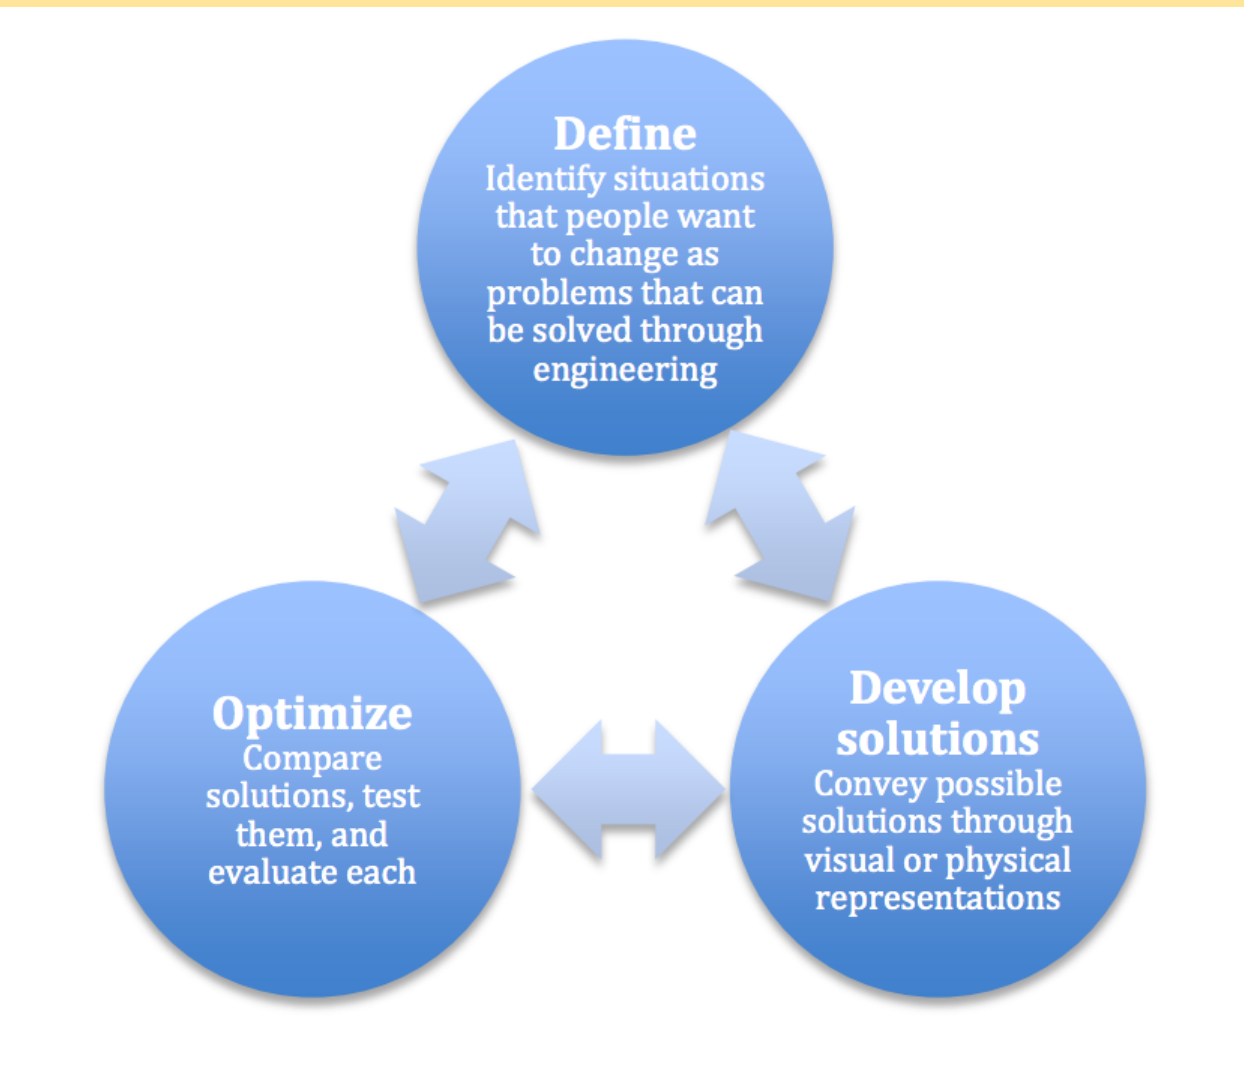 Define
Identify situations
that people want
to change as
problems that can
be solved through
engineering
Optimize
Compare
solutions, test
them, and
evaluate each
Develop
solutions
Convey possible
solutions through
visual or physical
representations